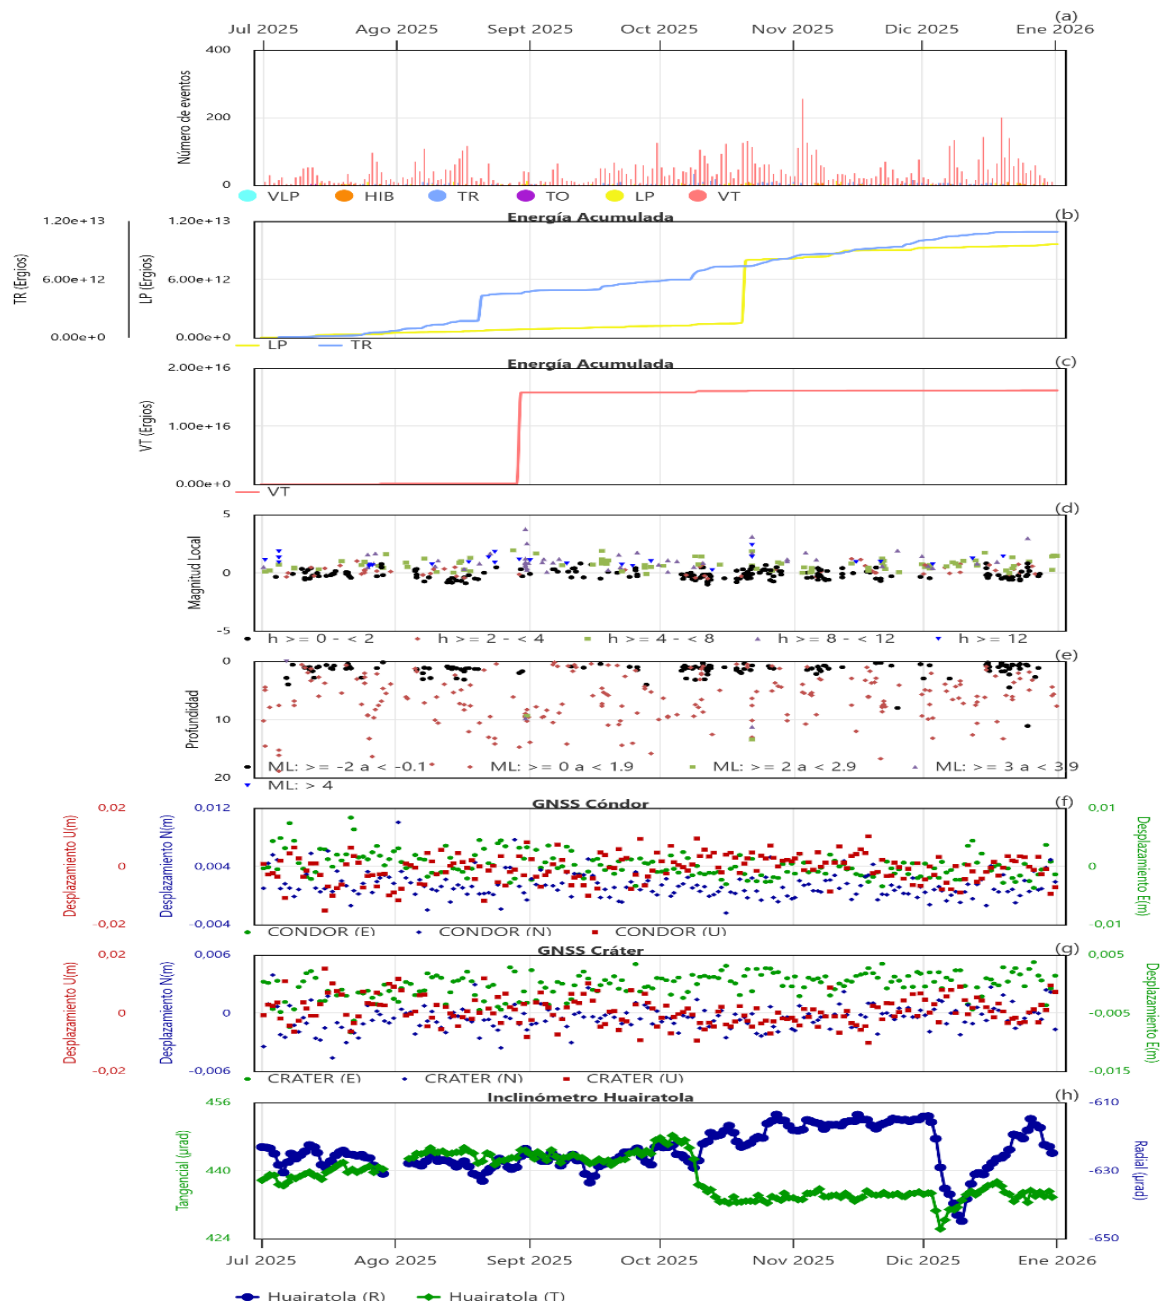 (a)
Jul 2025 Ago 2025 Sept 2025 Oct 2025 Nov 2025 Dic 2025 Ene 2026
400
200
0
Número de eventos
VLP HIB TR TO LP VT
Energía Acumulada (b)
1.20e+13 1.20e+13
6.00e+12 6.00e+12
0.00e+0 0.00e+0
TR (Ergios) LP (Ergios)
LP TR
Energía Acumulada (c)
2.00e+16
1.00e+16
0.00e+0
VT (Ergios)
VT
(d)
5
0
-5
Magnitud Local
h >= 0 - < 2 h >= 2 - < 4 h >= 4 - < 8 h >= 8 - < 12 h >= 12
(e)
0
10
20
Profundidad
ML: >= -2 a < -0.1 ML: >= 0 a < 1.9 ML: >= 2 a < 2.9 ML: >= 3 a < 3.9
ML: > 4
GNSS Cóndor (f)
0,02 0,012 0,01
0 0,004 0
-0,02 -0,004 -0,01
Desplazamiento U(m) Desplazamiento N(m) Desplazamiento E(m)
CONDOR (E) CONDOR (N) CONDOR (U)
GNSS Cráter (g)
0,02 0,006 0,005
0 0 -0,005
-0,02 -0,006 -0,015
Desplazamiento U(m) Desplazamiento N(m) Desplazamiento E(m)
CRATER (E) CRATER (N) CRATER (U)
Inclinómetro Huairatola (h)
456 -610
440 -630
424 -650
Tangencial (µrad) Radial (µrad)
Jul 2025 Ago 2025 Sept 2025 Oct 2025 Nov 2025 Dic 2025 Ene 2026
Huairatola (R) Huairatola (T)